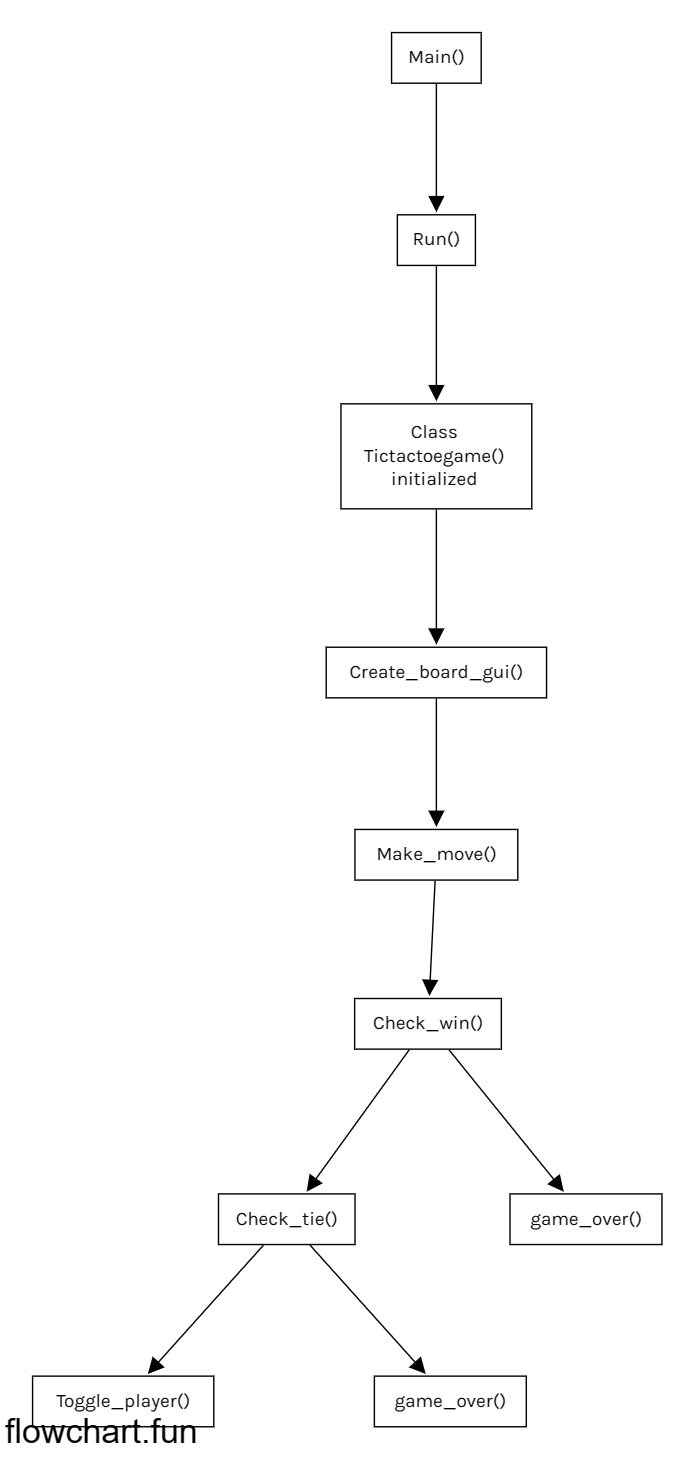 Main()
Run()
Class
Tictactoegame()
initialized
Create_board_gui()
Make_move()
Check_win()
Check_tie()
game_over()
Toggle_player()
game_over()
flowchart.fun